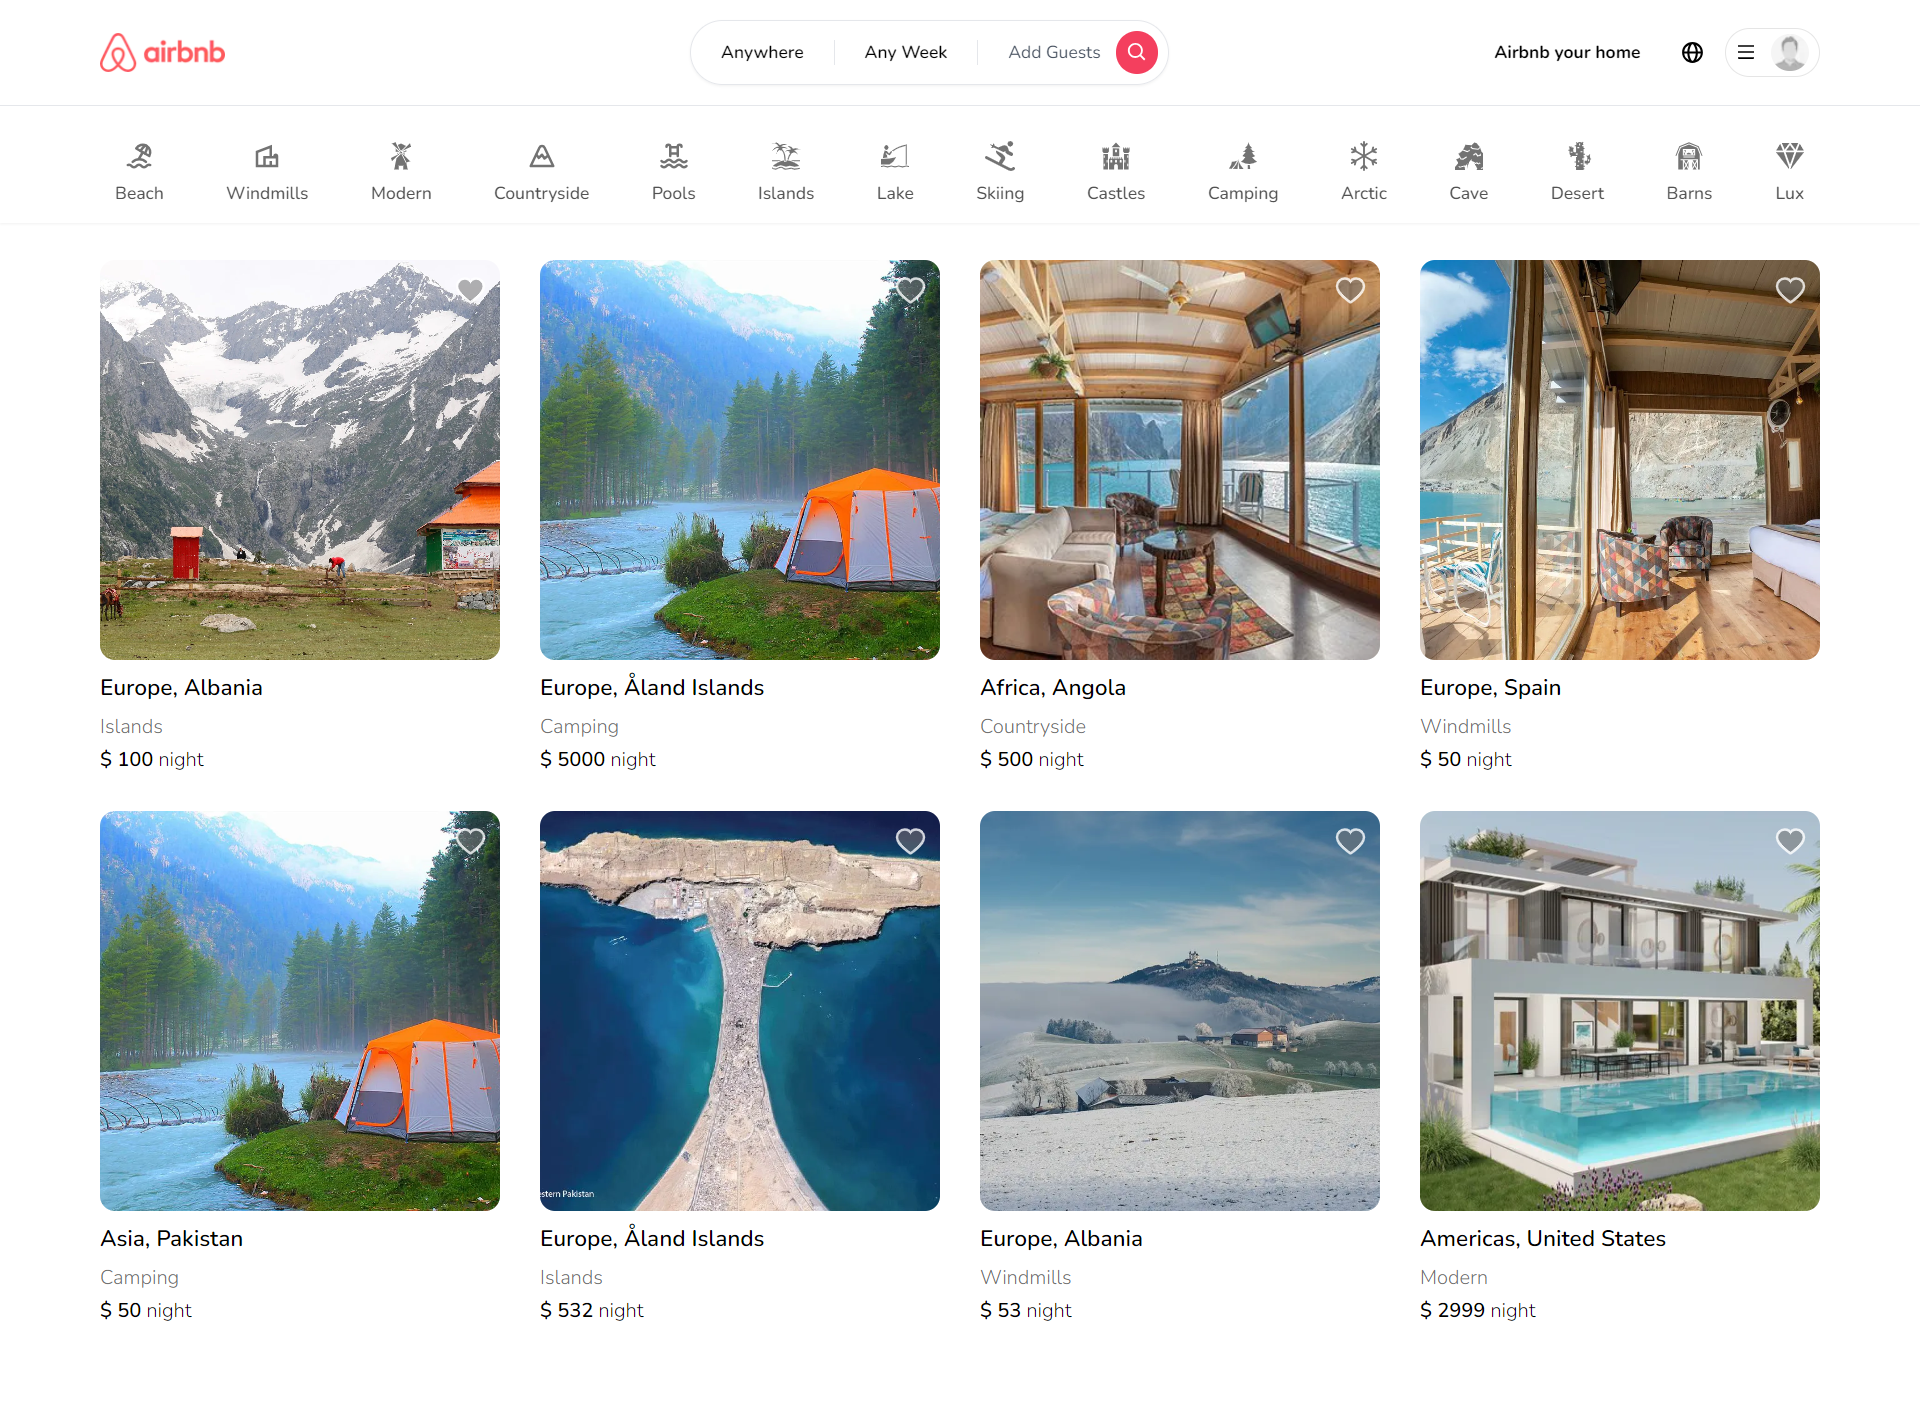 airbnb
Anywhere
Any Week
Add Guests
Airbnb your home
Beach
Windmills
Modern
Countryside
Pools
Islands
Lake
Skiing
Castles
Camping
Arctic
Cave
Desert
Barns
Lux
Europe, Albania
Islands
$ 100 night
Europe, Åland Islands
Camping
$ 5000 night
Africa, Angola
Countryside
$ 500 night
Europe, Spain
Windmills
$ 50 night
stern Pakistan
Asia, Pakistan
Camping
$ 50 night
Europe, Åland Islands
Islands
$ 532 night
Europe, Albania
Windmills
$ 53 night
Americas, United States
Modern
$ 2999 night